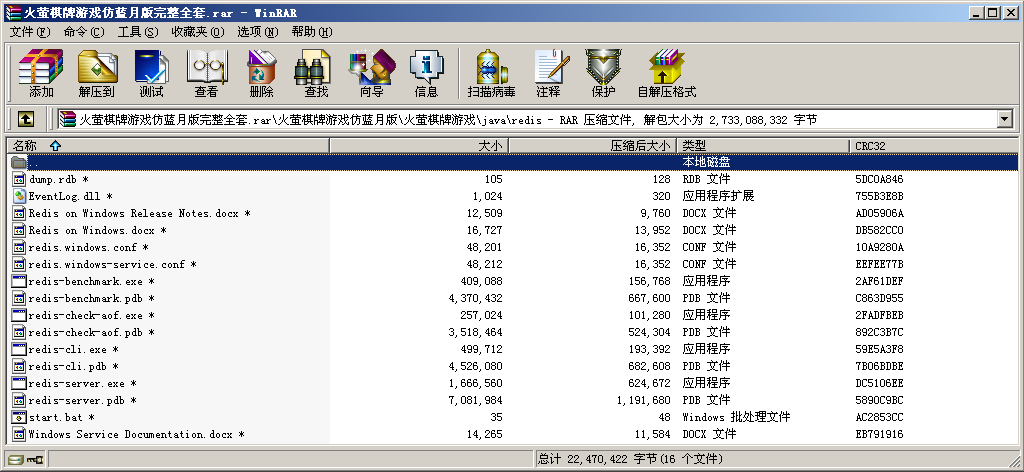 火萤棋牌游戏仿蓝月版完整全套.rar - WinRAR
文件(F) 命令(C) 工具(S) 收藏夹(O) 选项(N) 帮助(H)
添加 解压到 测试 查看 删除 查找 向导 信息 扫描病毒 注释 保护 自解压格式
火萤棋牌游戏仿蓝月版完整全套.rar\火萤棋牌游戏仿蓝月版\火萤棋牌游戏\java\redis - RAR 压缩文件, 解包大小为 2,733,088,332 字节
名称 大小 压缩后大小 类型 CRC32
.. 本地磁盘
dump.rdb * 105 128 RDB 文件 5DC0A846
EventLog.dll * 1,024 320 应用程序扩展 755B3E8B
Redis on Windows Release Notes.docx * 12,509 9,760 DOCX 文件 AD05906A
Redis on Windows.docx * 16,727 13,952 DOCX 文件 DB582CC0
redis.windows.conf * 48,201 16,352 CONF 文件 10A9280A
redis.windows-service.conf * 48,212 16,352 CONF 文件 EEFEE77B
redis-benchmark.exe * 409,088 156,768 应用程序 2AF61DEF
redis-benchmark.pdb * 4,370,432 667,600 PDB 文件 C863D955
redis-check-aof.exe * 257,024 101,280 应用程序 2FADFBEB
redis-check-aof.pdb * 3,518,464 524,304 PDB 文件 892C3B7C
redis-cli.exe * 499,712 193,392 应用程序 59E5A3F8
redis-cli.pdb * 4,526,080 682,608 PDB 文件 7B06BDBE
redis-server.exe * 1,666,560 624,672 应用程序 DC5106EE
redis-server.pdb * 7,081,984 1,191,680 PDB 文件 5890C9BC
start.bat * 35 48 Windows 批处理文件 AC2853CC
Windows Service Documentation.docx * 14,265 11,584 DOCX 文件 EB791916
总计 22,470,422 字节(16 个文件)